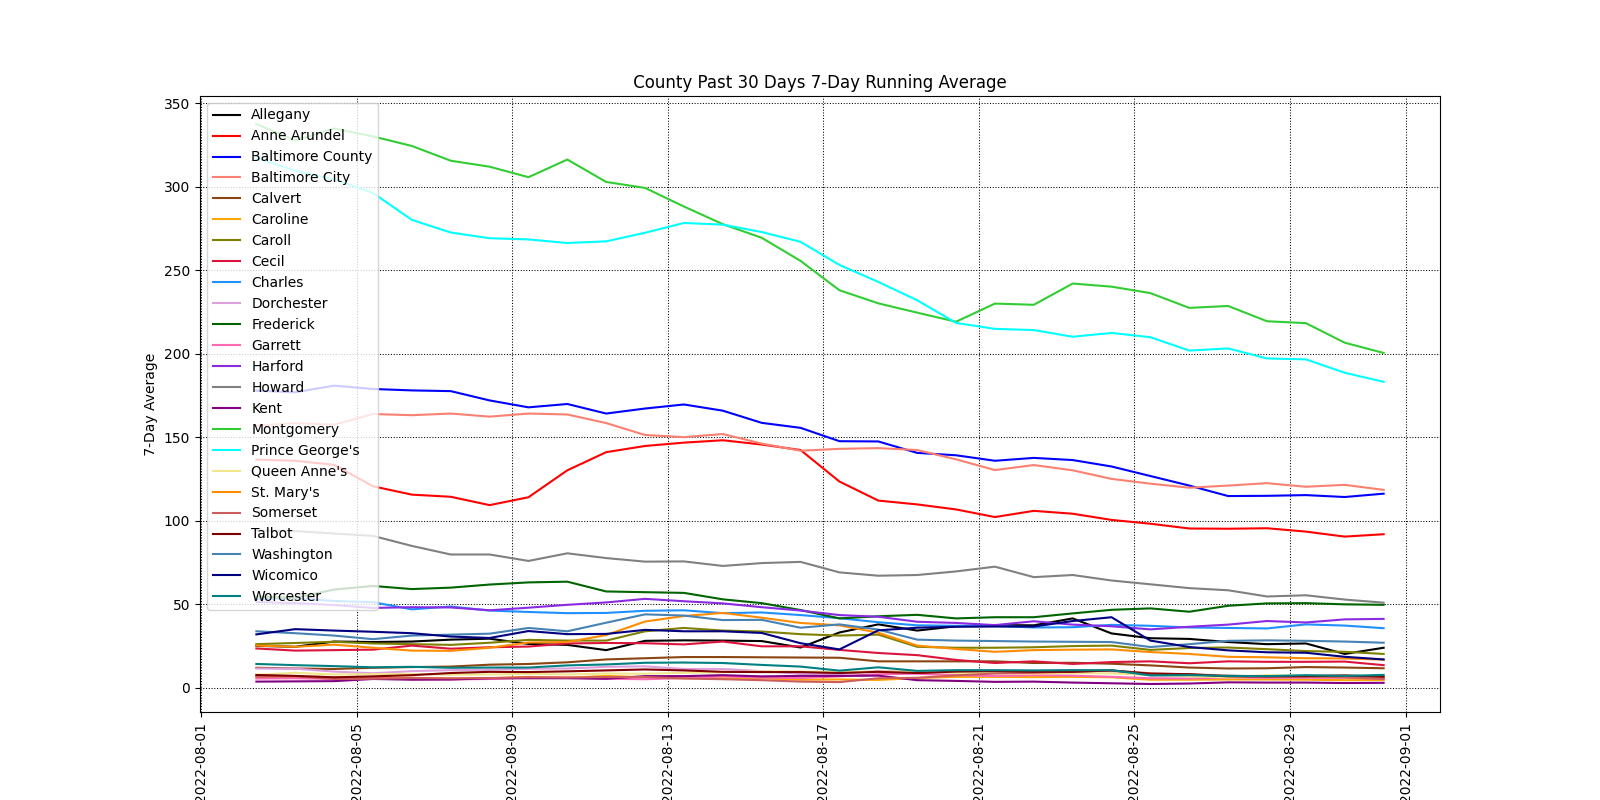 County Past 30 Days 7-Day Running Average
350
300
250
200
150
100
50
0
7-Day Average
Allegany
Anne Arundel
Baltimore County
Baltimore City
Calvert
Caroline
Caroll
Cecil
Charles
Dorchester
Frederick
Garrett
Harford
Howard
Kent
Montgomery
Prince George's
Queen Anne's
St. Mary's
Somerset
Talbot
Washington
Wicomico
Worcester
2022-08-01
2022-08-05
2022-08-09
2022-08-13
2022-08-17
2022-08-21
2022-08-25
2022-08-29
2022-09-01